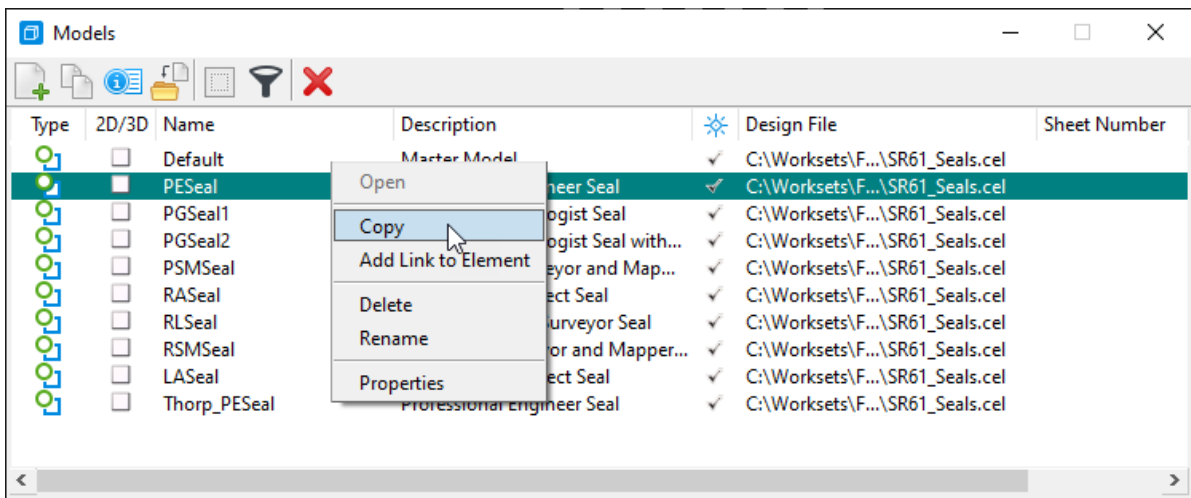 Models
Type 2D/3D Name Description Design File Sheet Number
Default Master Model C:\Worksets\F...\SR61_Seals.cel
PESeal Open neer Seal C:\Worksets\F...\SR61_Seals.cel
PGSeal1 Copy ogist Seal C:\Worksets\F...\SR61_Seals.cel
PGSeal2 ogist Seal with... C:\Worksets\F...\SR61_Seals.cel
PSMSeal Add Link to Element eyor and Map... C:\Worksets\F...\SR61_Seals.cel
RASeal ect Seal C:\Worksets\F...\SR61_Seals.cel
RLSeal Delete urveyor Seal C:\Worksets\F...\SR61_Seals.cel
RSMSeal Rename or and Mapper... C:\Worksets\F...\SR61_Seals.cel
LASeal Properties ect Seal C:\Worksets\F...\SR61_Seals.cel
Thorp_PESeal Professional Engineer Seal C:\Worksets\F...\SR61_Seals.cel